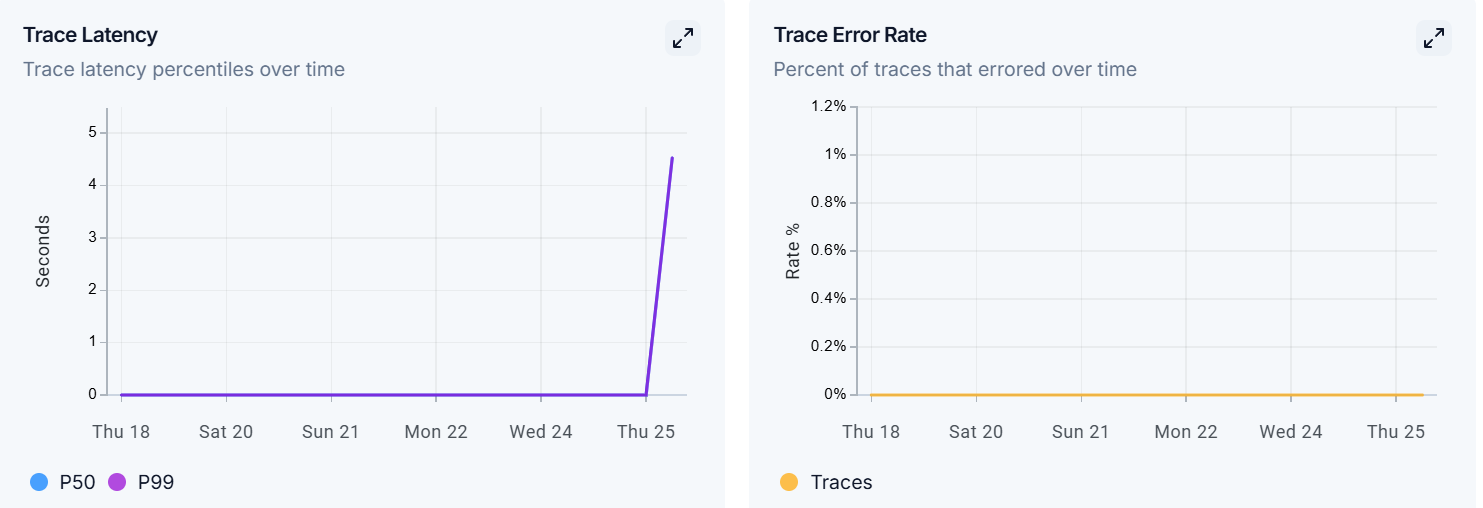 Trace Latency
Trace latency percentiles over time
5
4
3
2
1
0
Seconds
Thu 18 Sat 20 Sun 21 Mon 22 Wed 24 Thu 25
P50 P99
Trace Error Rate
Percent of traces that errored over time
1.2%
1%
0.8%
0.6%
0.4%
0.2%
0%
Rate %
Thu 18 Sat 20 Sun 21 Mon 22 Wed 24 Thu 25
Traces